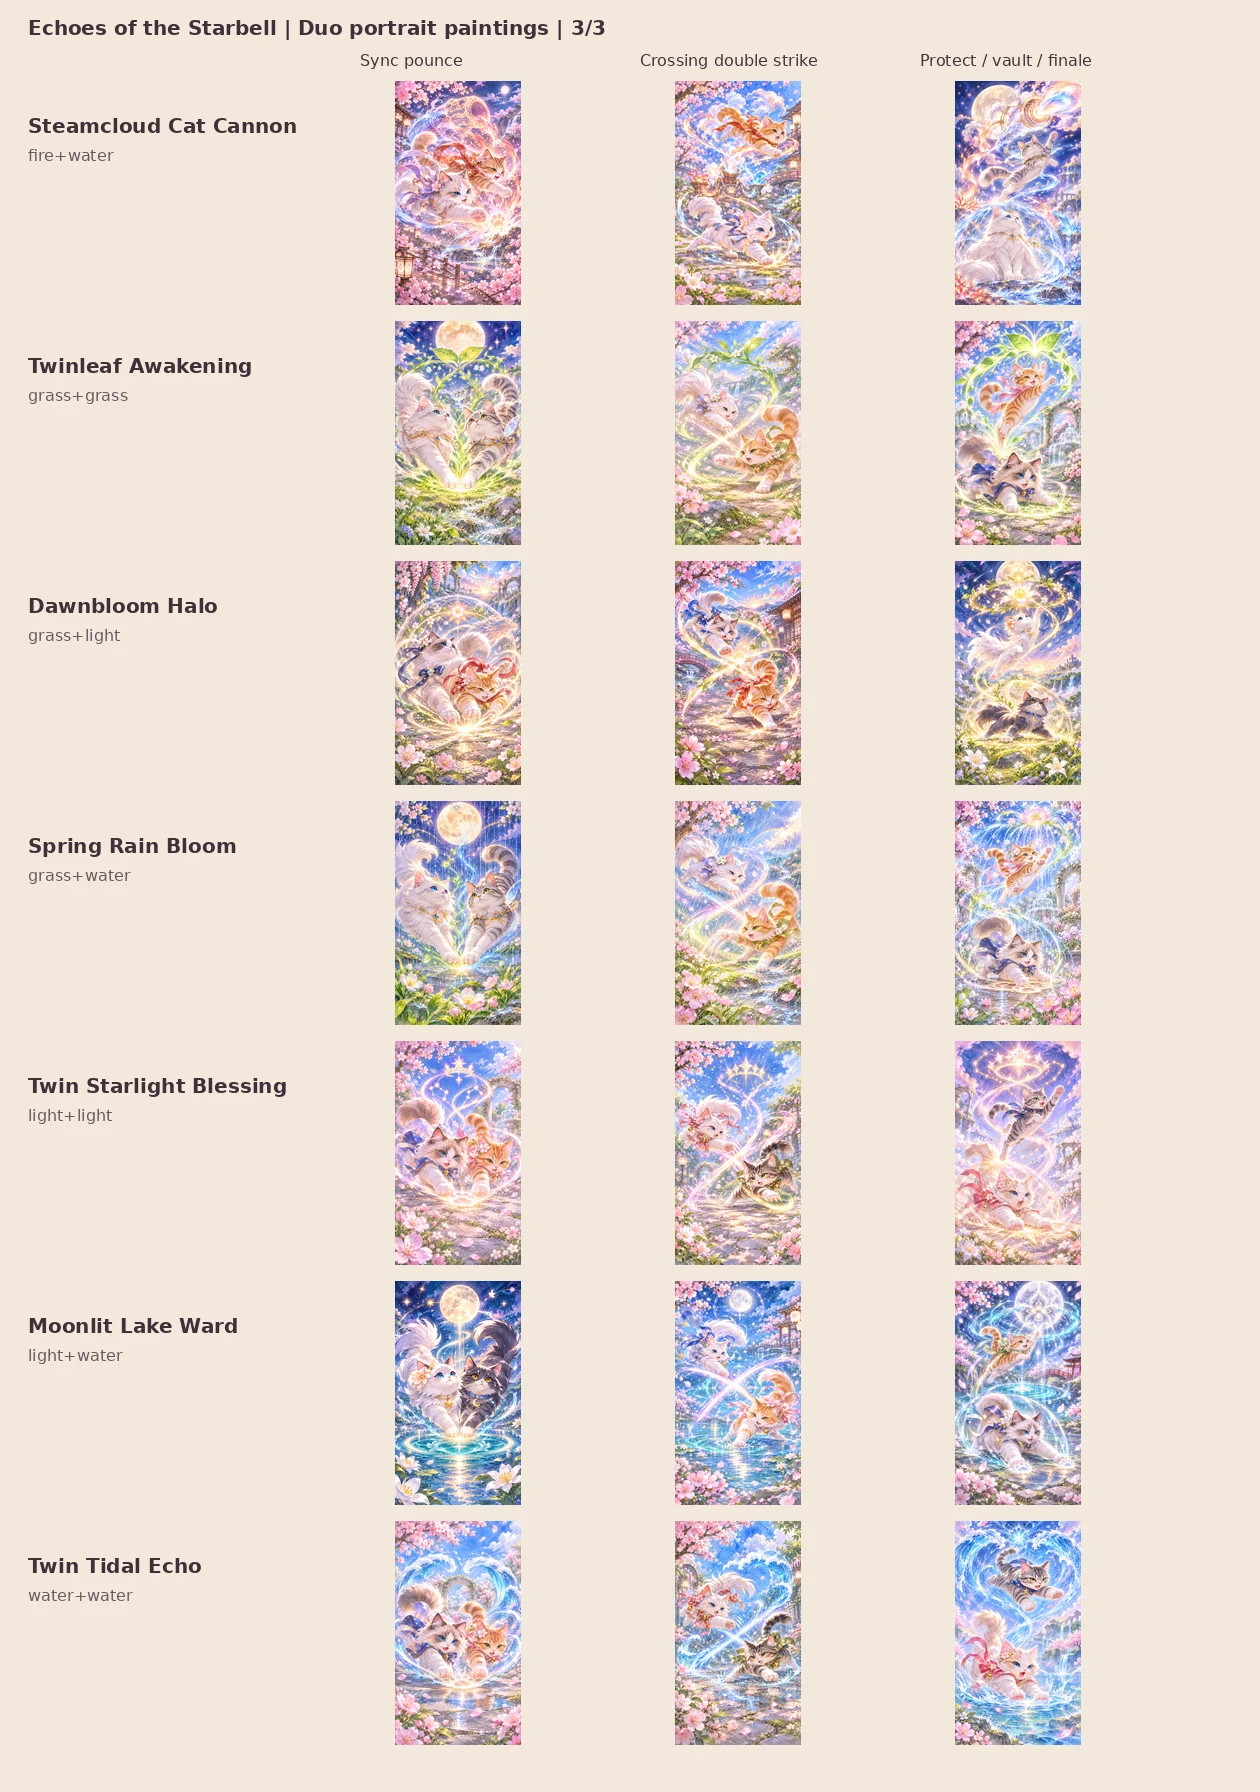 Echoes of the Starbell | Duo portrait paintings | 3/3
Sync pounce
Crossing double strike
Protect / vault / finale
Steamcloud Cat Cannon
fire+water
Twinleaf Awakening
grass+grass
Dawnbloom Halo
grass+light
Spring Rain Bloom
grass+water
Twin Starlight Blessing
light+light
Moonlit Lake Ward
light+water
Twin Tidal Echo
water+water